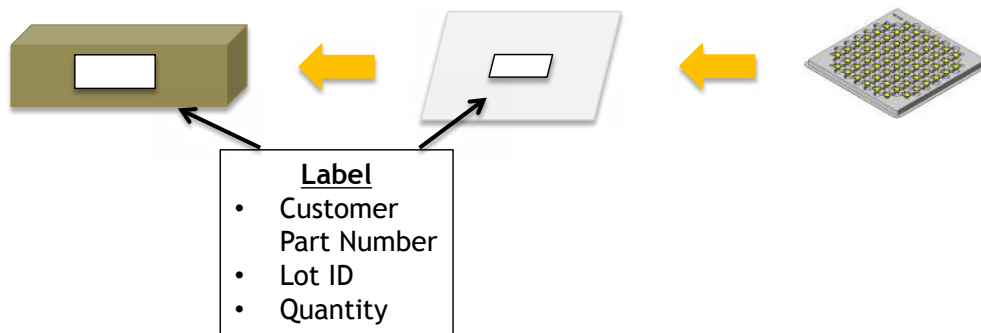 Label
• Customer
Part Number
• Lot ID
• Quantity